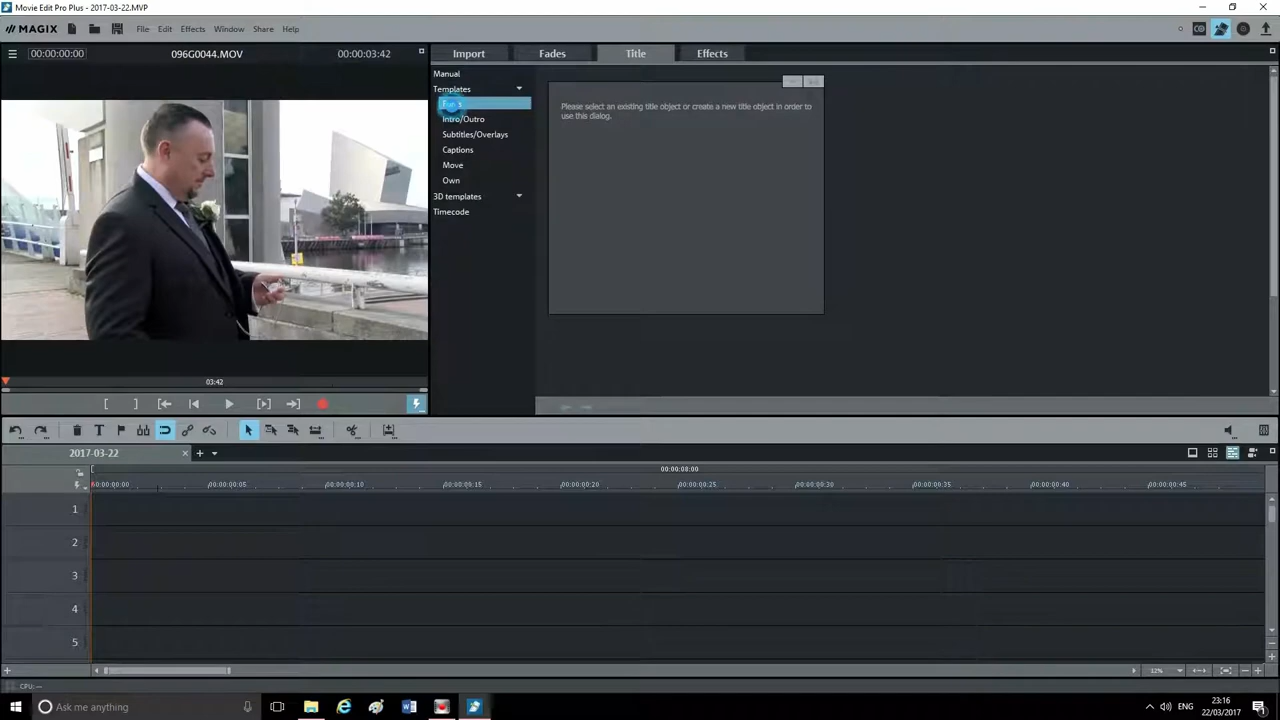 Movie Edit Pro Plus - 2017-03-22.MVP
MAGIX File Edit Effects Window Share Help
00:00:00:00 096G0044.MOV 00:00:03:42
Import Fades Title Effects
Manual
Templates
Intro/Outro
Subtitles/Overlays
Captions
Move
Own
3D templates
Timecode
Please select an existing title object or create a new title object in order to
use this dialog.
03:42
2017-03-22
00:00:08:00
00:00:00:00 00:00:00:05 00:00:00:10 00:00:00:15 00:00:00:20 00:00:00:25 00:00:00:30 00:00:00:35 00:00:00:40 00:00:00:45
1
2
3
4
5
12%
CPU: —
Ask me anything
ENG
23:16
22/03/2017